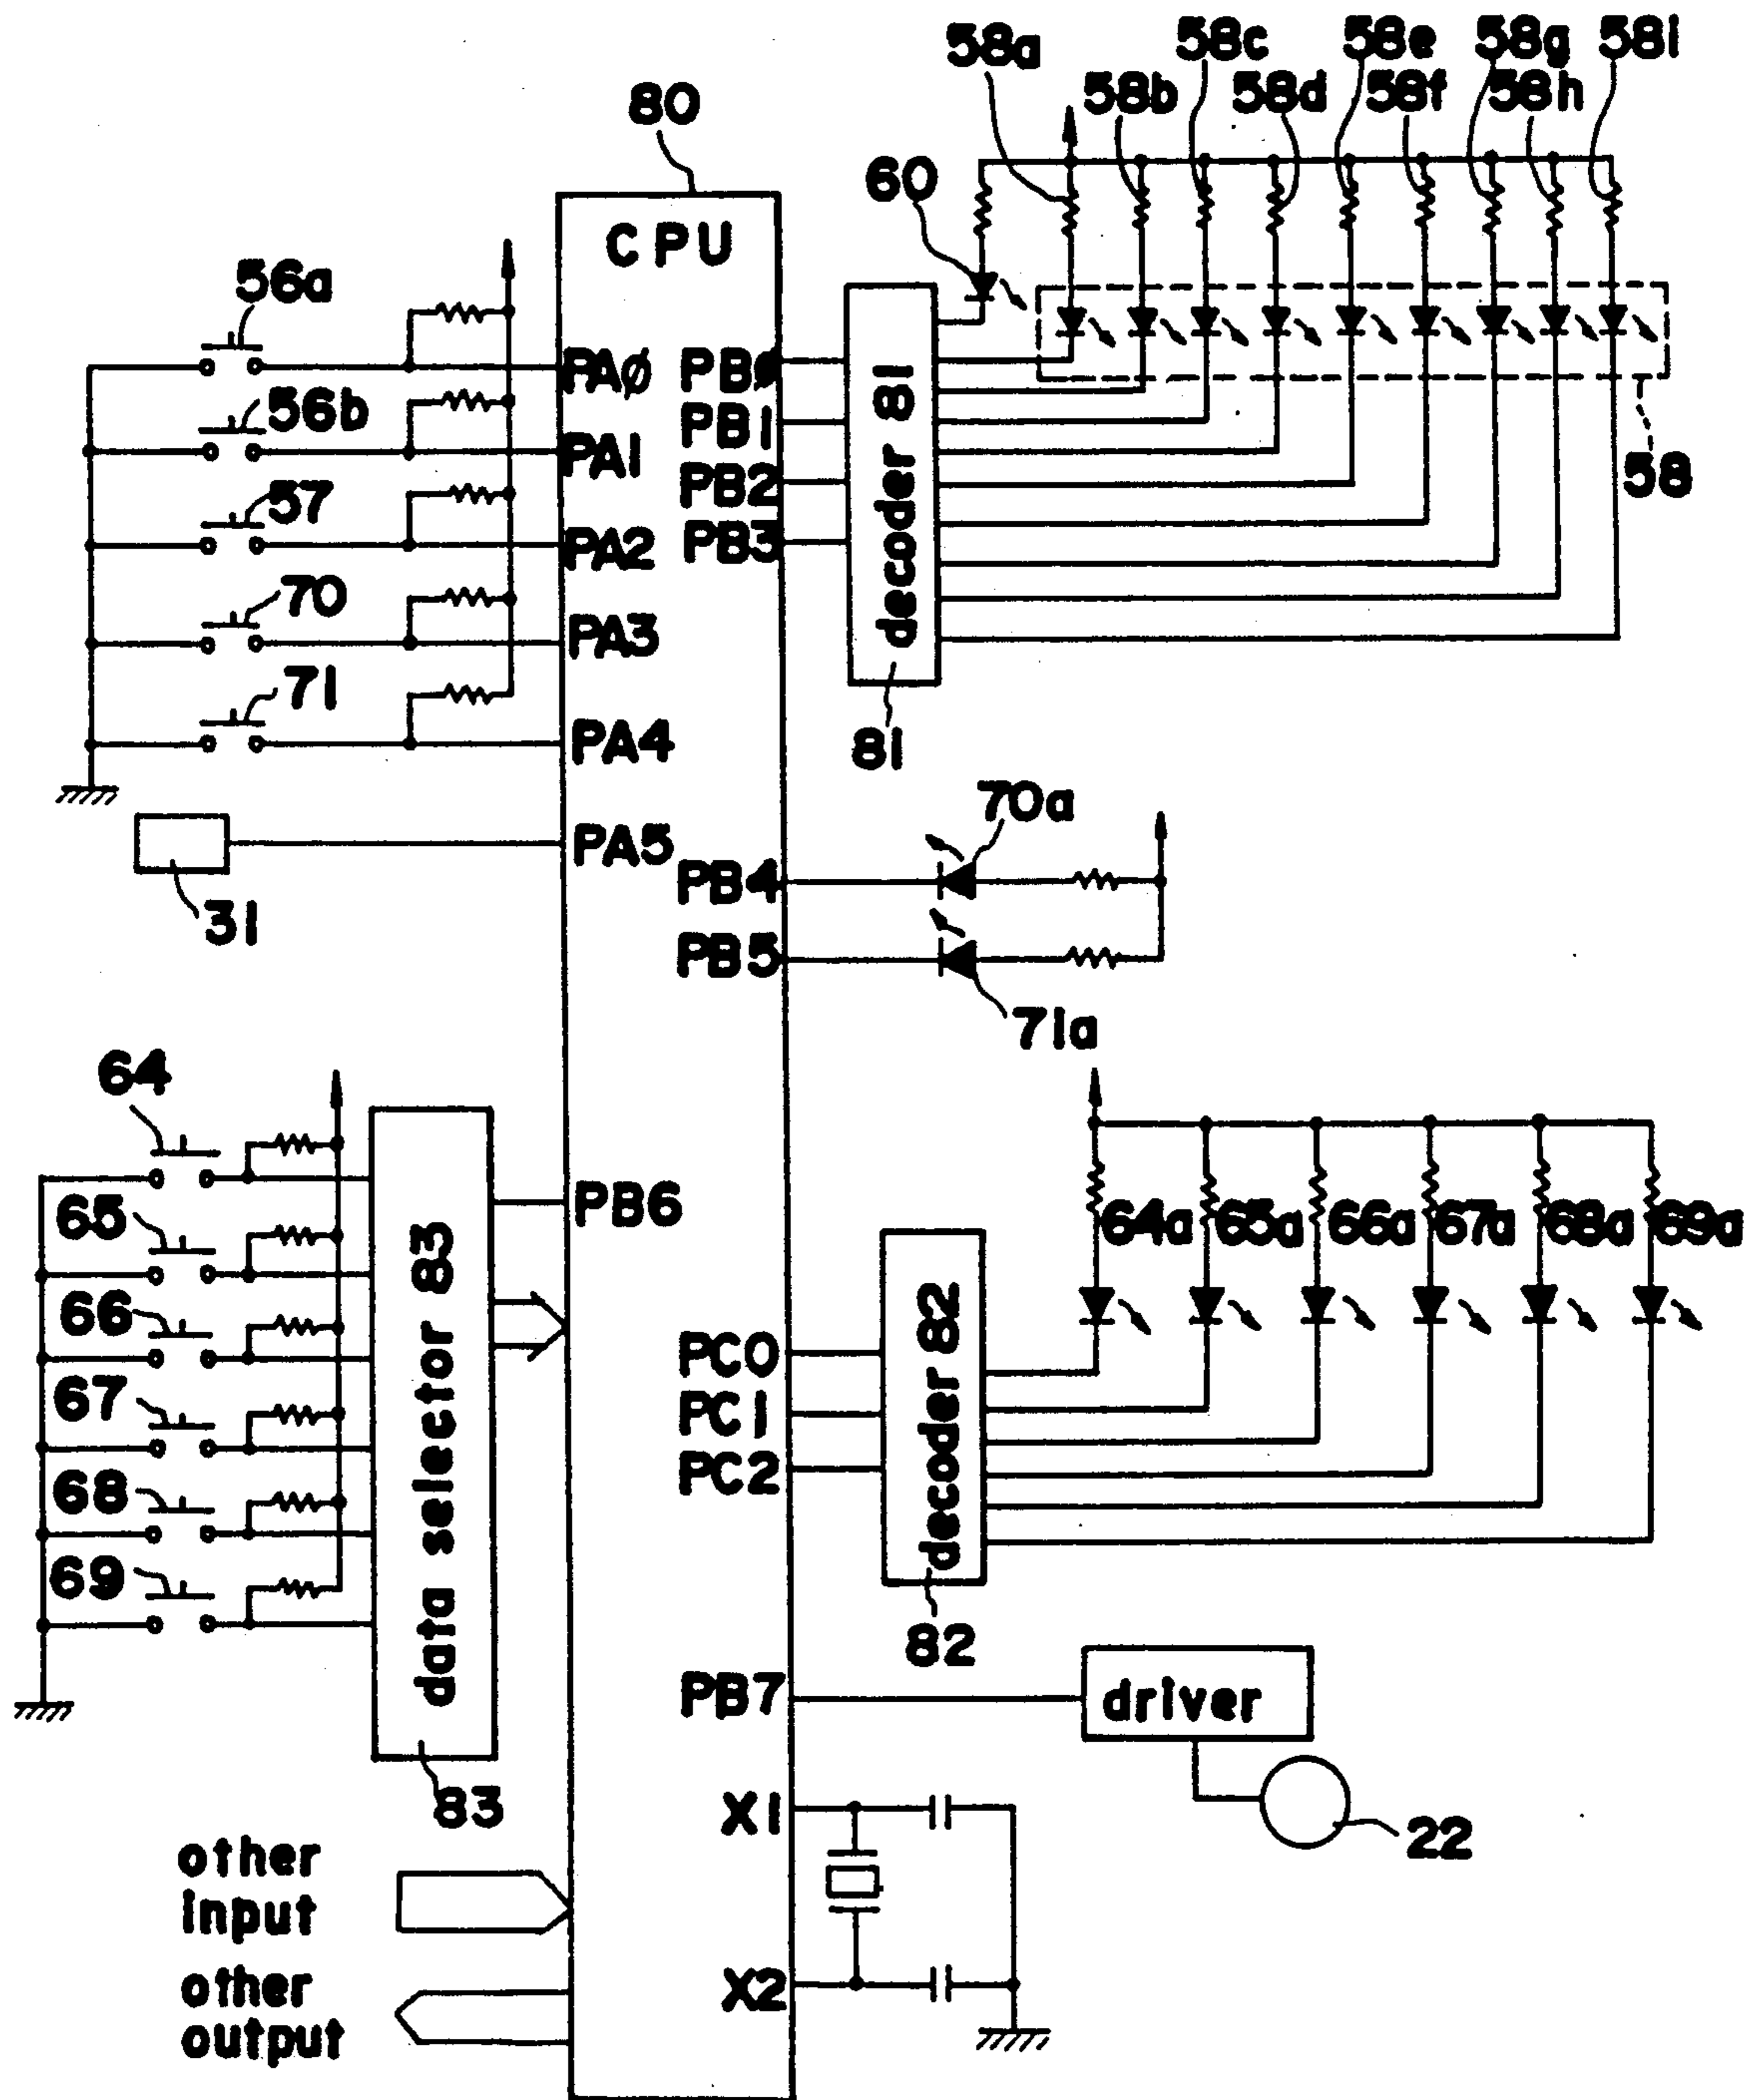 58a
58c
58e
58g
58i
58b
58d
58f
58h
80
60
CPU
56a
PAØ
PBØ
56b
PB1
PA1
decoder 81
58
PB2
57
PA2
PB3
70
PA3
71
PA4
81
70a
PA5
PB4
31
PB5
71a
64
65
PB6
64a
65a
66a
67a
68a
69a
66
data selector 83
PC0
decoder 82
67
PC1
PC2
68
69
82
PB7
driver
83
X1
22
other
input
X2
other
output